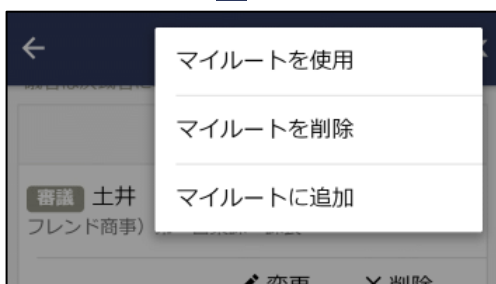 マイルートを使用
マイルートを削除
マイルートに追加
審議 土井
フレンド商事）
変更 削除